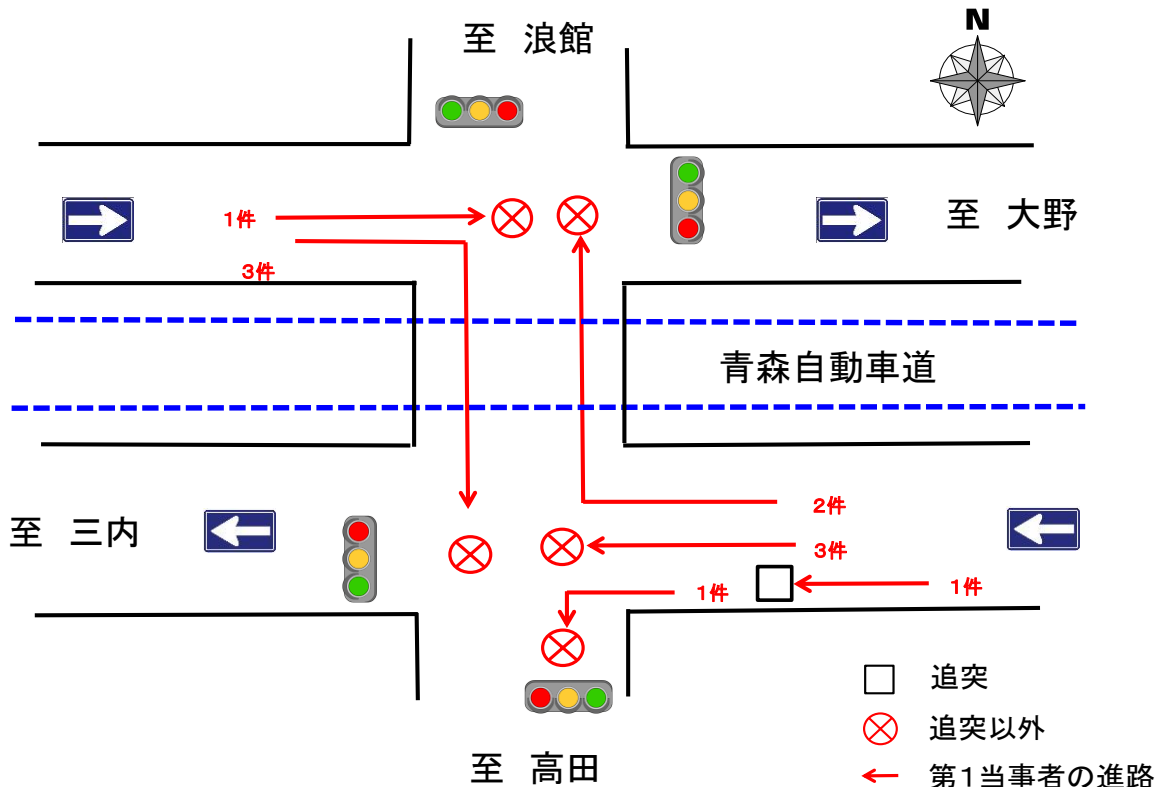 至　浪館
N
1件
至　大野
3件
青森自動車道
2件
至　三内
3件
1件
1件
追突
追突以外
至　高田
第1当事者の進路